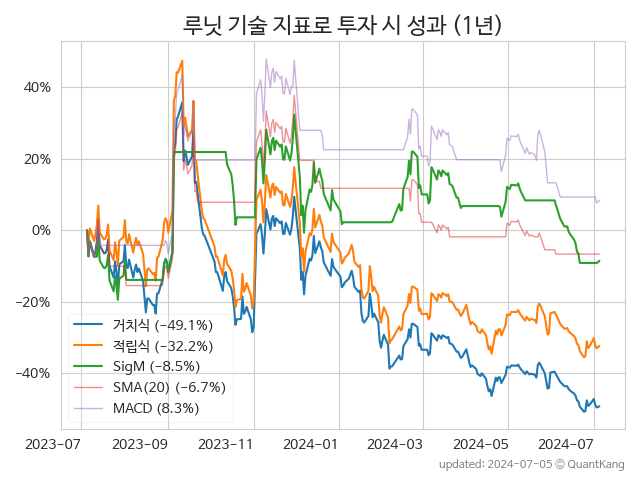 루닛 기술 지표로 투자 시 성과 (1년)
40%
20%
0%
−20%
−40%
거치식 (−49.1%)
적립식 (−32.2%)
SigM (−8.5%)
SMA(20) (−6.7%)
MACD (8.3%)
2023−07 2023−09 2023−11 2024−01 2024−03 2024−05 2024−07
updated: 2024-07-05 © QuantKang